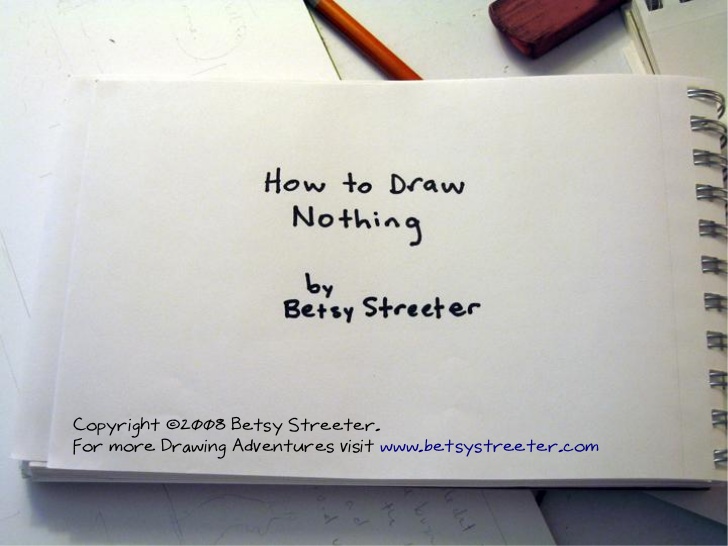 How to Draw
Nothing
by
Betsy Streeter
Copyright ©2008 Betsy Streeter.
For more Drawing Adventures visit www.betsystreeter.com